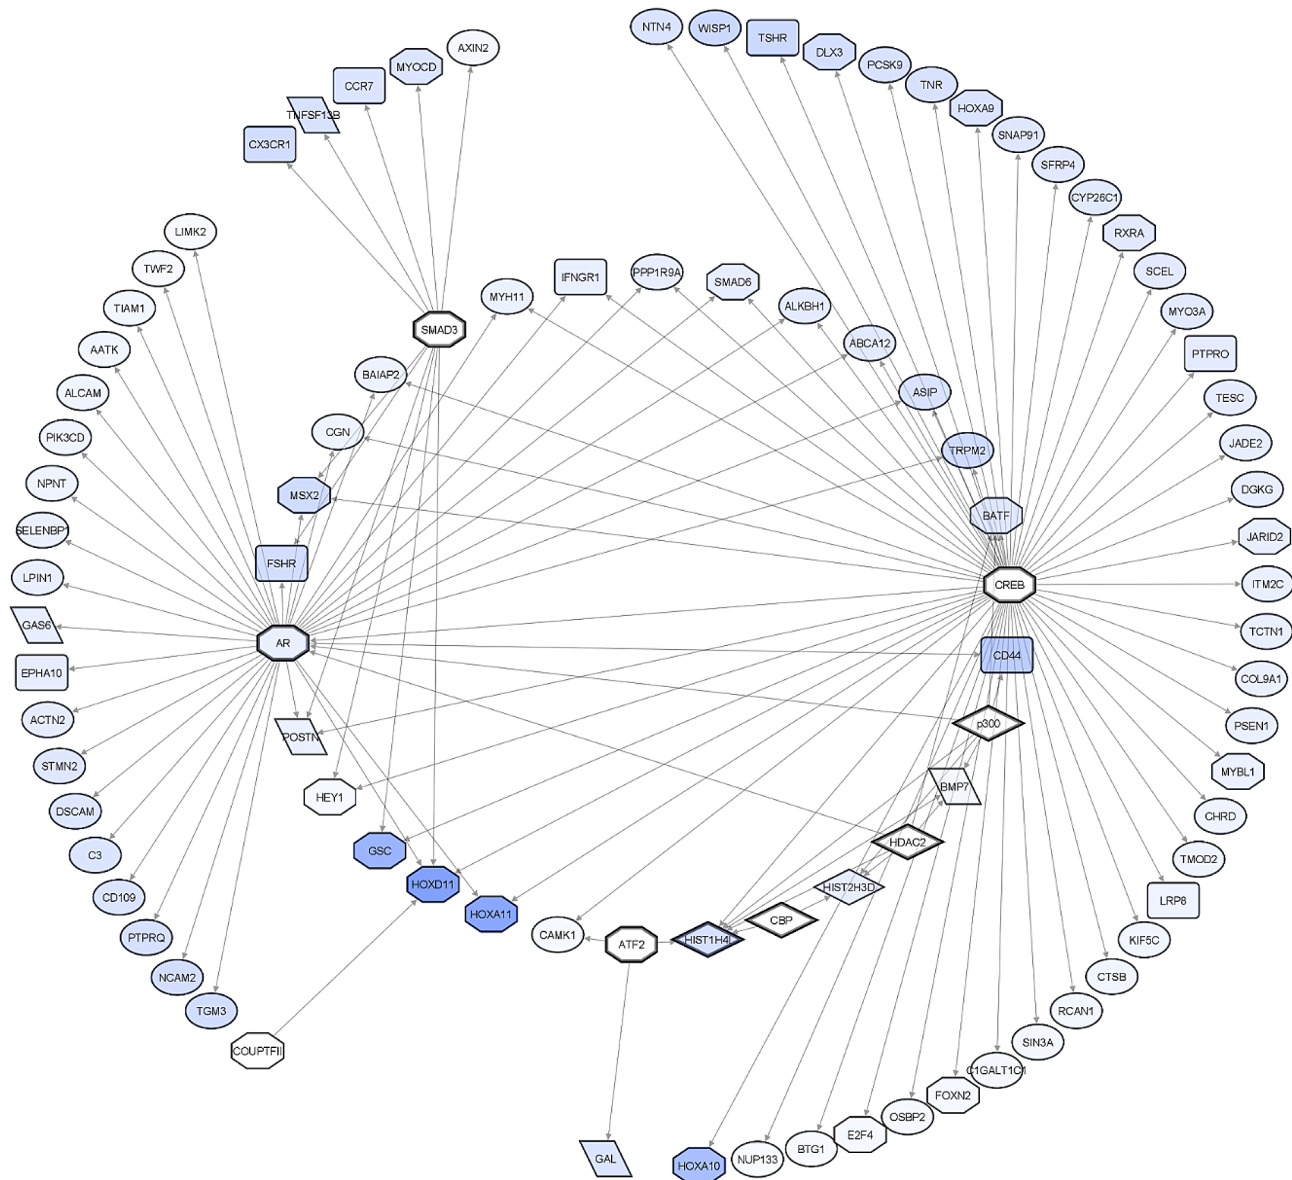 NTN4
WISP1
TSHR
DLX3
PCSK9
TNR
HOXA9
SNAP91
SFRP4
CYP26C1
RXRA
SCEL
MYO3A
PTPRO
TESC
JADE2
DGKG
JARID2
ITM2C
TCTN1
COL9A1
PSEN1
MYBL1
CHRD
TMOD2
LRP8
KIF5C
CTSB
RCAN1
SIN3A
C1GALT1C1
FOXN2
OSBP2
E2F4
BTG1
NUP133
HOXA10
GAL
AXIN2
MYOCD
CCR7
TNFSF13B
CX3CR1
SMAD3
LIMK2
TWF2
TIAM1
AATK
ALCAM
PIK3CD
NPNT
SELENBP1
LPIN1
GAS6
EPHA10
ACTN2
STMN2
DSCAM
C3
CD109
PTPRQ
NCAM2
TGM3
COUPTFII
MYH11
IFNGR1
PPP1R9A
SMAD6
ALKBH1
ABCA12
ASIP
TRPM2
BATF
CREB
CD44
p300
BMP7
HDAC2
HIST2H3D
CBP
HIST1H4L
ATF2
CAMK1
HOXA11
HOXD11
GSC
HEY1
POSTN
AR
FSHR
MSX2
CGN
BAIAP2